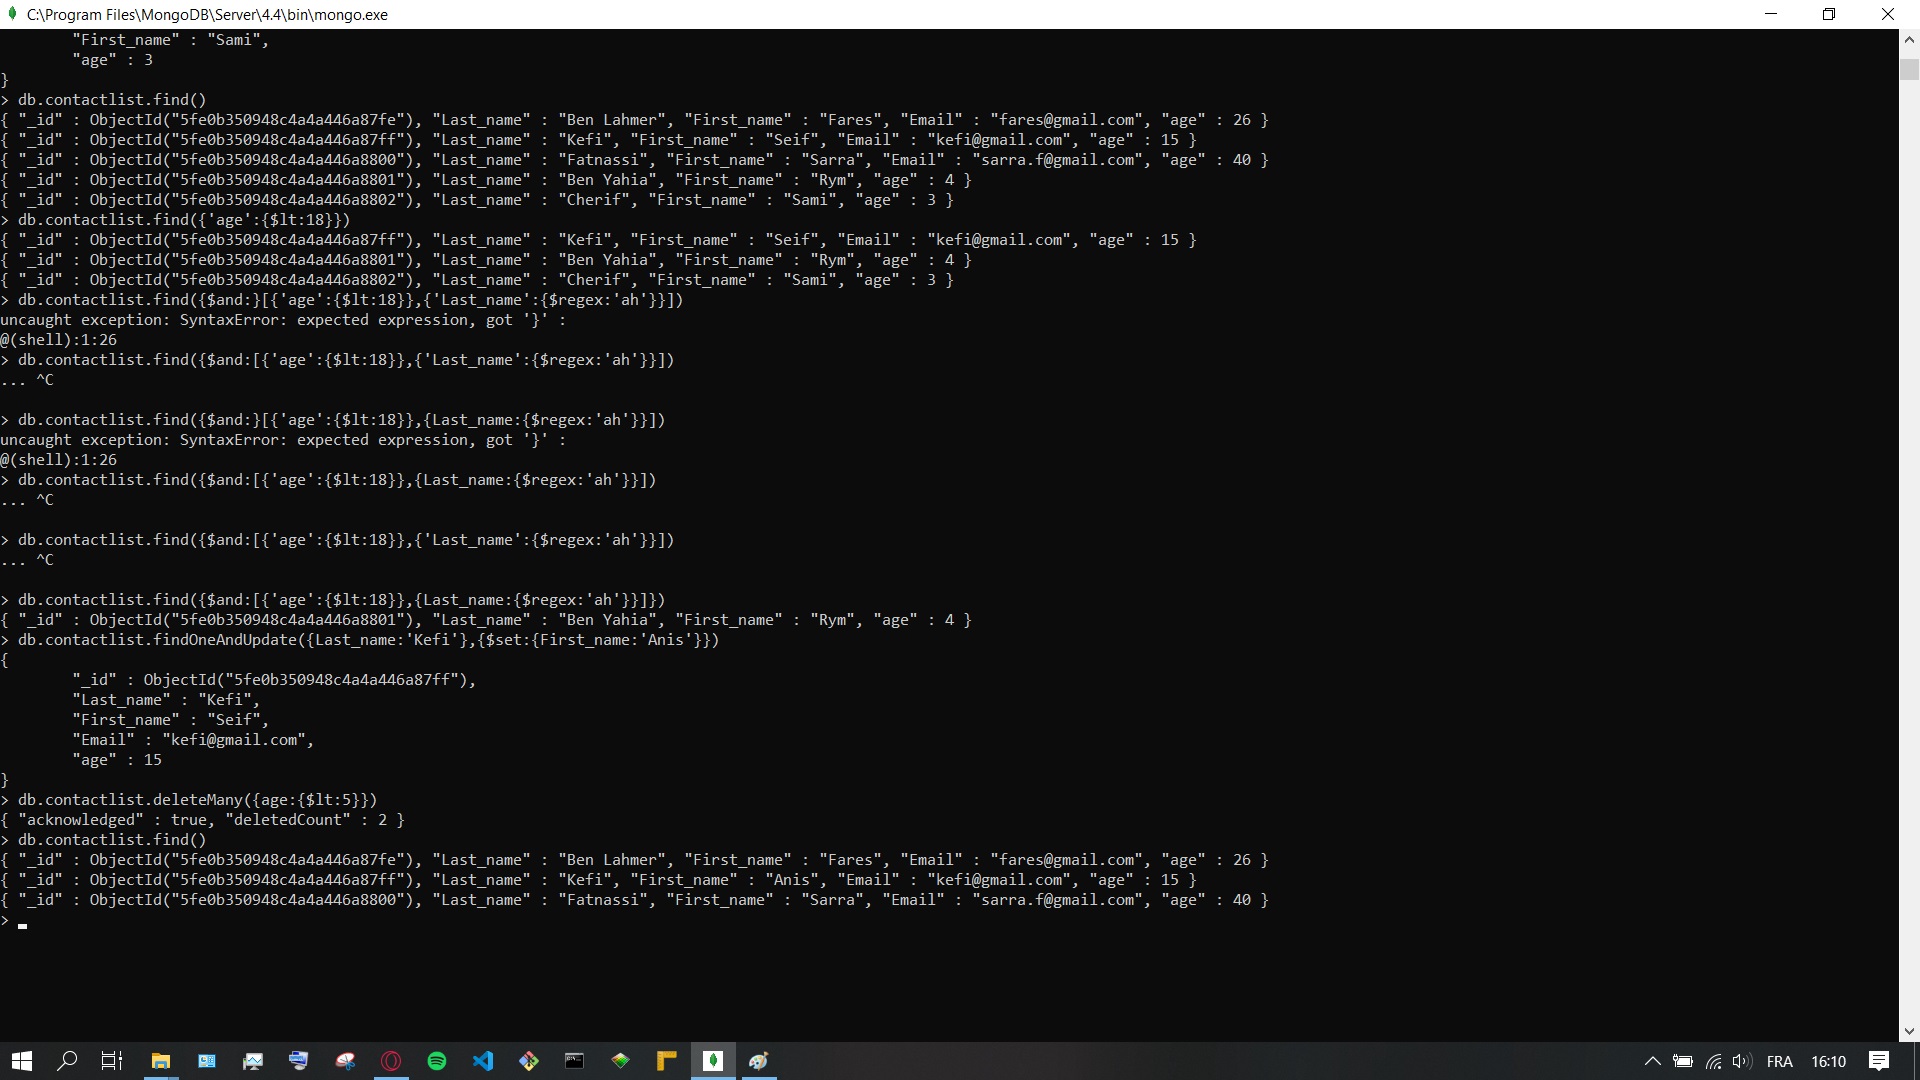 C:\Program Files\MongoDB\Server\4.4\bin\mongo.exe
        "First_name" : "Sami",
        "age" : 3
}
> db.contactlist.find()
{ "_id" : ObjectId("5fe0b350948c4a4a446a87fe"), "Last_name" : "Ben Lahmer", "First_name" : "Fares", "Email" : "fares@gmail.com", "age" : 26 }
{ "_id" : ObjectId("5fe0b350948c4a4a446a87ff"), "Last_name" : "Kefi", "First_name" : "Seif", "Email" : "kefi@gmail.com", "age" : 15 }
{ "_id" : ObjectId("5fe0b350948c4a4a446a8800"), "Last_name" : "Fatnassi", "First_name" : "Sarra", "Email" : "sarra.f@gmail.com", "age" : 40 }
{ "_id" : ObjectId("5fe0b350948c4a4a446a8801"), "Last_name" : "Ben Yahia", "First_name" : "Rym", "age" : 4 }
{ "_id" : ObjectId("5fe0b350948c4a4a446a8802"), "Last_name" : "Cherif", "First_name" : "Sami", "age" : 3 }
> db.contactlist.find({'age':{$lt:18}})
{ "_id" : ObjectId("5fe0b350948c4a4a446a87ff"), "Last_name" : "Kefi", "First_name" : "Seif", "Email" : "kefi@gmail.com", "age" : 15 }
{ "_id" : ObjectId("5fe0b350948c4a4a446a8801"), "Last_name" : "Ben Yahia", "First_name" : "Rym", "age" : 4 }
{ "_id" : ObjectId("5fe0b350948c4a4a446a8802"), "Last_name" : "Cherif", "First_name" : "Sami", "age" : 3 }
> db.contactlist.find({$and:}[{'age':{$lt:18}},{'Last_name':{$regex:'ah'}}])
uncaught exception: SyntaxError: expected expression, got '}' :
@(shell):1:26
> db.contactlist.find({$and:[{'age':{$lt:18}},{'Last_name':{$regex:'ah'}}])
... ^C
> db.contactlist.find({$and:}[{'age':{$lt:18}},{Last_name:{$regex:'ah'}}])
uncaught exception: SyntaxError: expected expression, got '}' :
@(shell):1:26
> db.contactlist.find({$and:[{'age':{$lt:18}},{Last_name:{$regex:'ah'}}])
... ^C
> db.contactlist.find({$and:[{'age':{$lt:18}},{'Last_name':{$regex:'ah'}}])
... ^C
> db.contactlist.find({$and:[{'age':{$lt:18}},{Last_name:{$regex:'ah'}}]})
{ "_id" : ObjectId("5fe0b350948c4a4a446a8801"), "Last_name" : "Ben Yahia", "First_name" : "Rym", "age" : 4 }
> db.contactlist.findOneAndUpdate({Last_name:'Kefi'},{$set:{First_name:'Anis'}})
{
        "_id" : ObjectId("5fe0b350948c4a4a446a87ff"),
        "Last_name" : "Kefi",
        "First_name" : "Seif",
        "Email" : "kefi@gmail.com",
        "age" : 15
}
> db.contactlist.deleteMany({age:{$lt:5}})
{ "acknowledged" : true, "deletedCount" : 2 }
> db.contactlist.find()
{ "_id" : ObjectId("5fe0b350948c4a4a446a87fe"), "Last_name" : "Ben Lahmer", "First_name" : "Fares", "Email" : "fares@gmail.com", "age" : 26 }
{ "_id" : ObjectId("5fe0b350948c4a4a446a87ff"), "Last_name" : "Kefi", "First_name" : "Anis", "Email" : "kefi@gmail.com", "age" : 15 }
{ "_id" : ObjectId("5fe0b350948c4a4a446a8800"), "Last_name" : "Fatnassi", "First_name" : "Sarra", "Email" : "sarra.f@gmail.com", "age" : 40 }
>
FRA 16:10